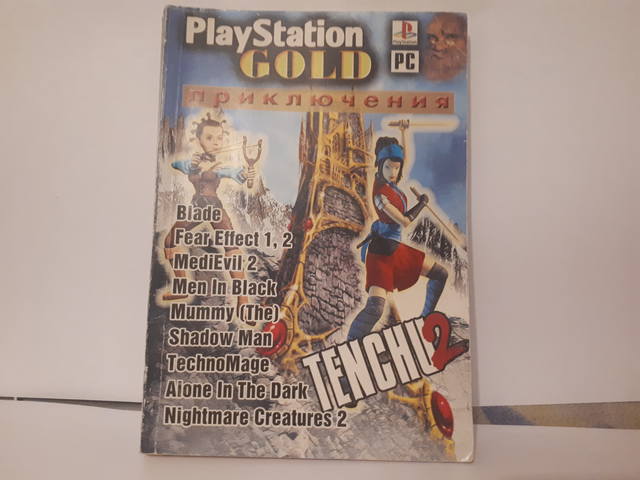 PlayStation
GOLD
PC
приключения
Blade
Fear Effect 1, 2
MediEvil 2
Men In Black
Mummy (The)
Shadow Man
TechnoMage
Alone In The Dark
Nightmare Creatures 2
TENCHU 2